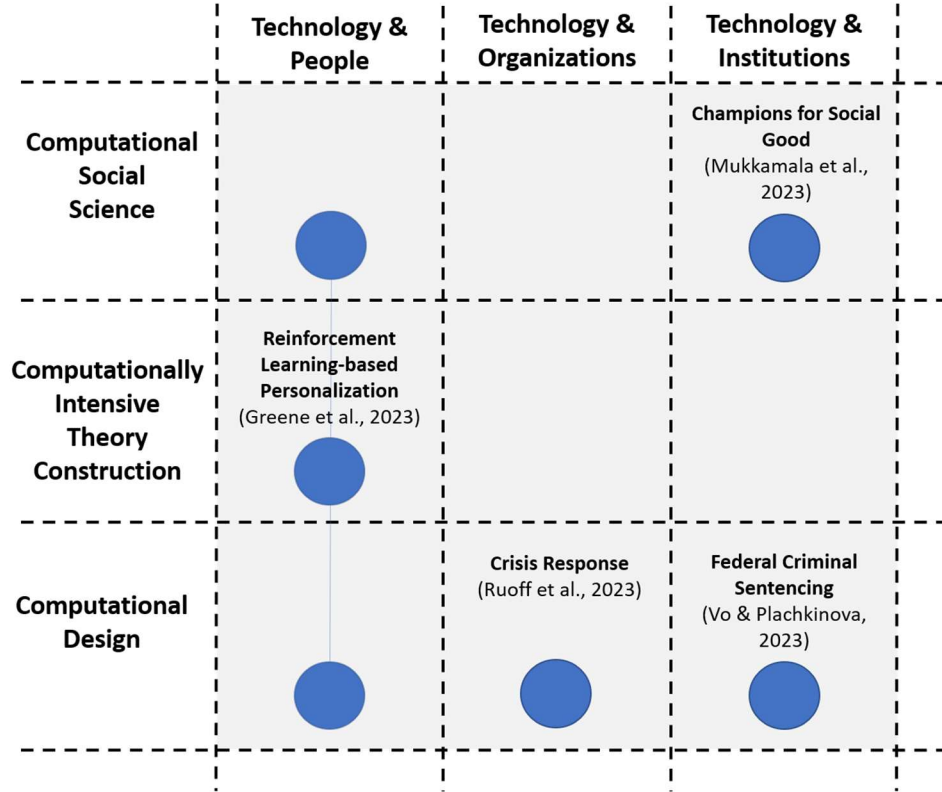 Technology &
People
Technology &
Organizations
Technology &
Institutions
Computational
Social
Science
Champions for Social
Good
(Mukkamala et al.,
2023)
Computationally
Intensive
Theory
Construction
Reinforcement
Learning-based
Personalization
(Greene et al., 2023)
Computational
Design
Crisis Response
(Ruoff et al., 2023)
Federal Criminal
Sentencing
(Vo & Plachkinova,
2023)